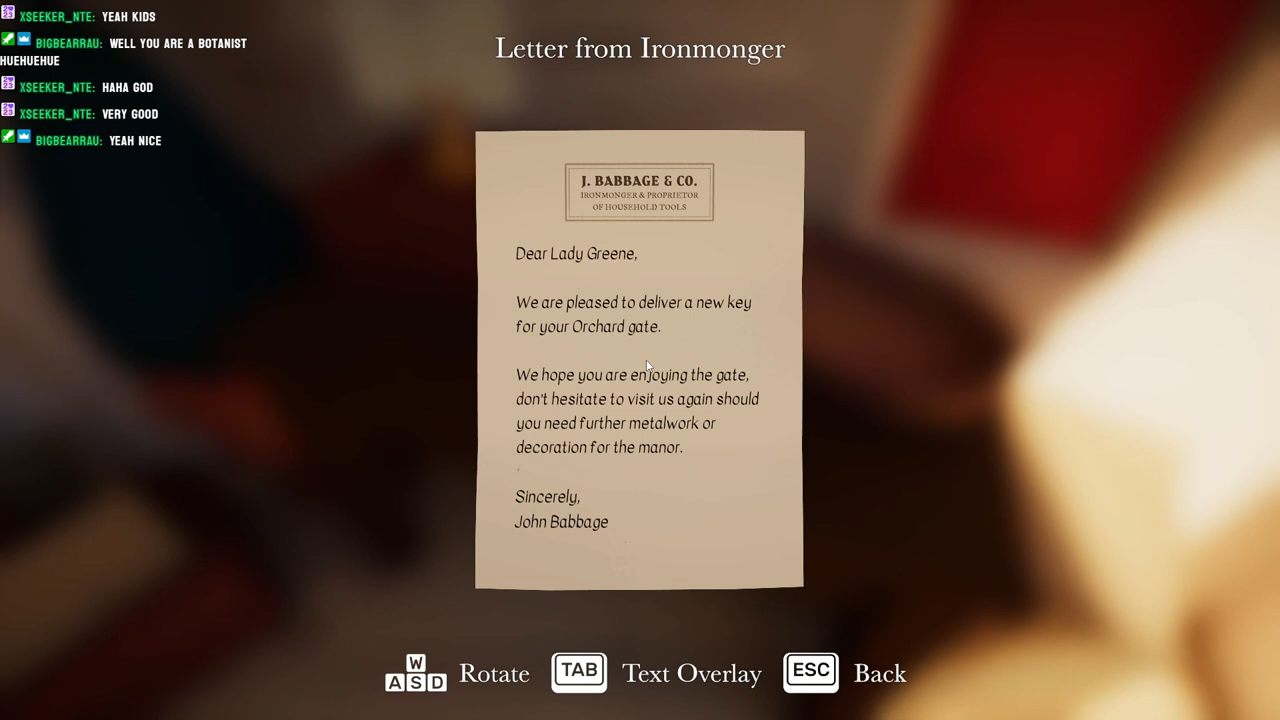 XSEEKER_NTE: YEAH KIDS
BIGBEARRAU: WELL YOU ARE A BOTANIST
HUEHUEHUE
XSEEKER_NTE: HAHA GOD
XSEEKER_NTE: VERY GOOD
BIGBEARRAU: YEAH NICE
Letter from Ironmonger
J. BABBAGE & CO.
IRONMONGER & PROPRIETOR
OF HOUSEHOLD TOOLS
Dear Lady Greene,
We are pleased to deliver a new key
for your Orchard gate.
We hope you are enjoying the gate,
don't hesitate to visit us again should
you need further metalwork or
decoration for the manor.
Sincerely,
John Babbage
W
A S D Rotate TAB Text Overlay ESC Back